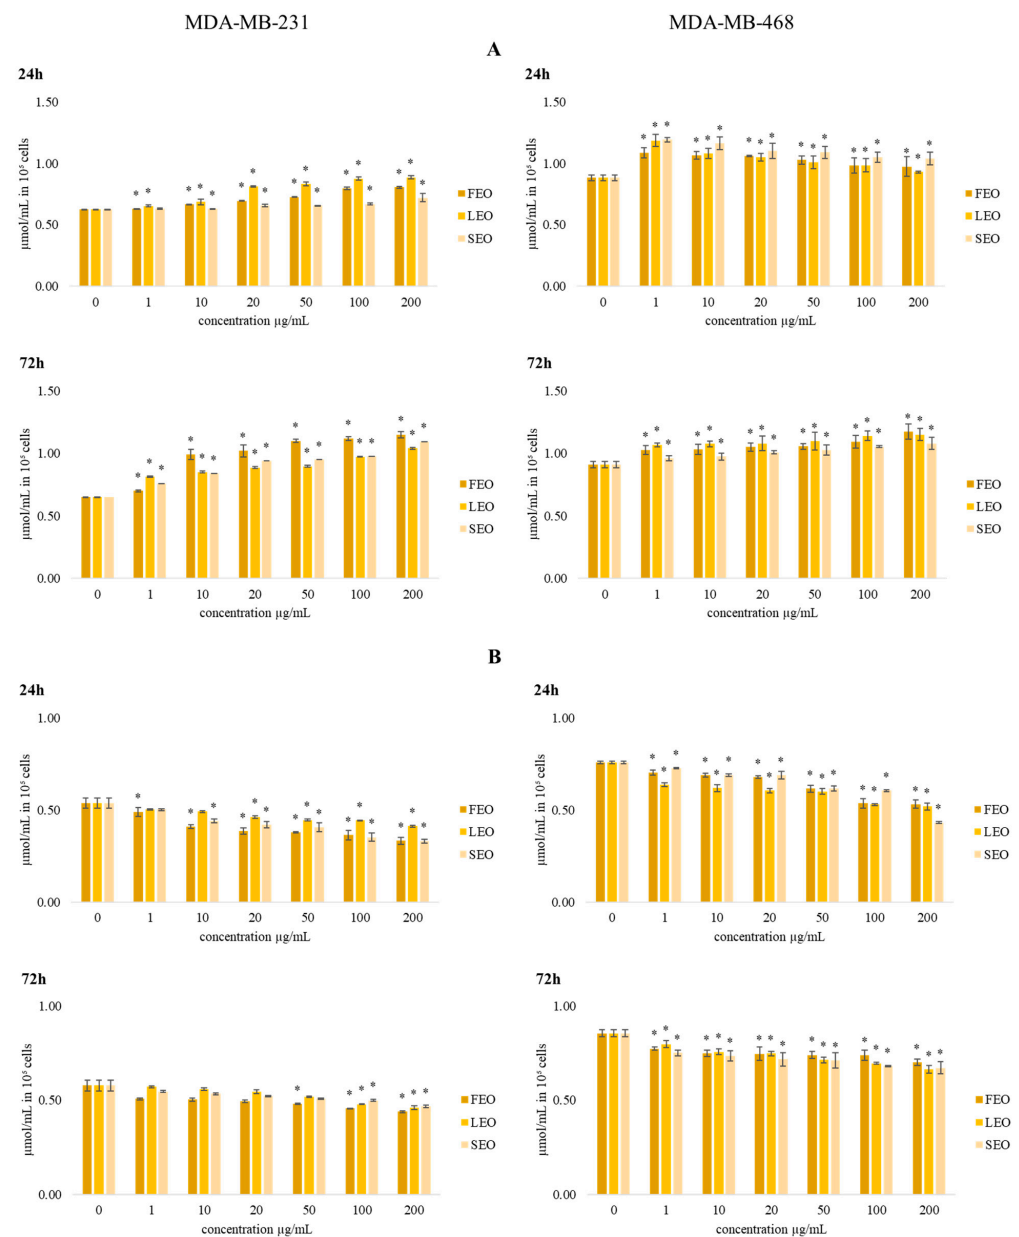 MDA-MB-231 MDA-MB-468
A
24h 24h
1.50 1.50
1.00 1.00
0.50 0.50
0.00 0.00
µmol/mL in 10⁵ cells µmol/mL in 10⁵ cells
* * * * * * * * * * * * * * * * *
* * * * * * * * * * * * * * * * * *
FEO FEO
LEO LEO
SEO SEO
0 1 10 20 50 100 200 0 1 10 20 50 100 200
concentration µg/mL concentration µg/mL
72h 72h
1.50 1.50
1.00 1.00
0.50 0.50
0.00 0.00
µmol/mL in 10⁵ cells µmol/mL in 10⁵ cells
* * * * * * * * * * * * * * * * * *
* * * * * * * * * * * * * * * * * *
FEO FEO
LEO LEO
SEO SEO
0 1 10 20 50 100 200 0 1 10 20 50 100 200
concentration µg/mL concentration µg/mL
B
24h 24h
1.00 1.00
0.50 0.50
0.00 0.00
µmol/mL in 10⁵ cells µmol/mL in 10⁵ cells
* * * * * * * * * * * * * * * *
* * * * * * * * * * * * * * * * * *
FEO FEO
LEO LEO
SEO SEO
0 1 10 20 50 100 200 0 1 10 20 50 100 200
concentration µg/mL concentration µg/mL
72h 72h
1.00 1.00
0.50 0.50
0.00 0.00
µmol/mL in 10⁵ cells µmol/mL in 10⁵ cells
* * * * * * *
* * * * * * * * * * * * * * * * * *
FEO FEO
LEO LEO
SEO SEO
0 1 10 20 50 100 200 0 1 10 20 50 100 200
concentration µg/mL concentration µg/mL